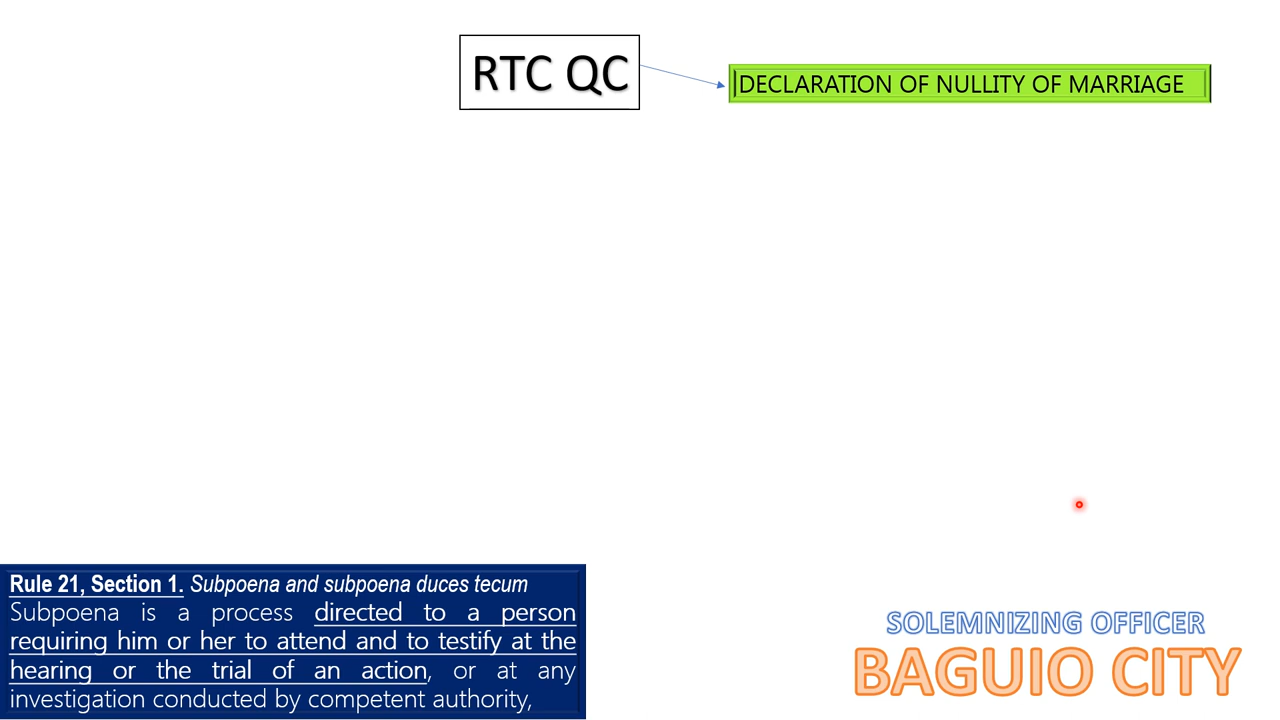 RTC QC
DECLARATION OF NULLITY OF MARRIAGE
Rule 21, Section 1. Subpoena and subpoena duces tecum
Subpoena is a process directed to a person
requiring him or her to attend and to testify at the
hearing or the trial of an action, or at any
investigation conducted by competent authority,
SOLEMNIZING OFFICER
BAGUIO CITY